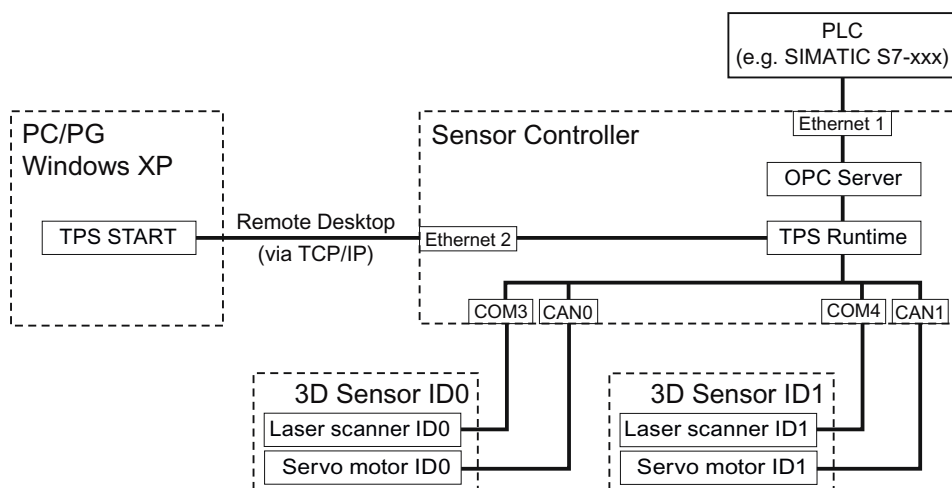 PLC
(e.g. SIMATIC S7-xxx)
PC/PG
Windows XP
Sensor Controller
Ethernet 1
OPC Server
TPS START
Remote Desktop
(via TCP/IP)
Ethernet 2
TPS Runtime
COM3
CAN0
COM4
CAN1
3D Sensor ID0
Laser scanner ID0
Servo motor ID0
3D Sensor ID1
Laser scanner ID1
Servo motor ID1